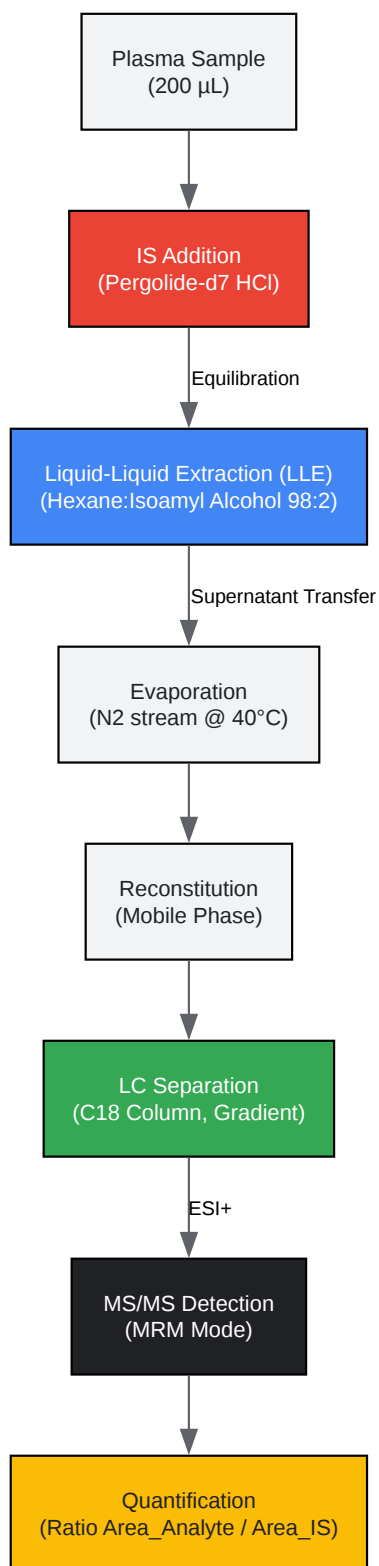 Plasma Sample
(200 µL)
IS Addition
(Pergolide-d7 HCl)
Equilibration
Liquid-Liquid Extraction (LLE)
(Hexane:Isoamyl Alcohol 98:2)
Supernatant Transfer
Evaporation
(N2 stream @ 40°C)
Reconstitution
(Mobile Phase)
LC Separation
(C18 Column, Gradient)
ESI+
MS/MS Detection
(MRM Mode)
Quantification
(Ratio Area_Analyte / Area_IS)